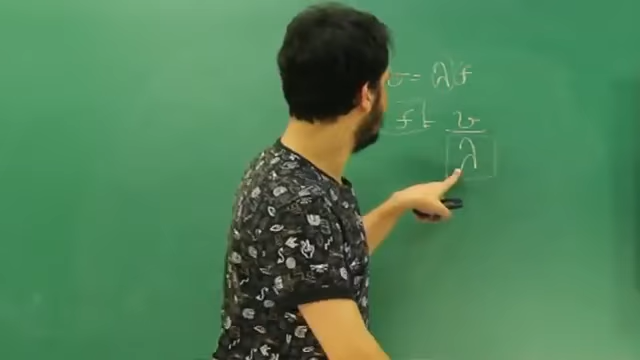 v = λf
f = v/λ